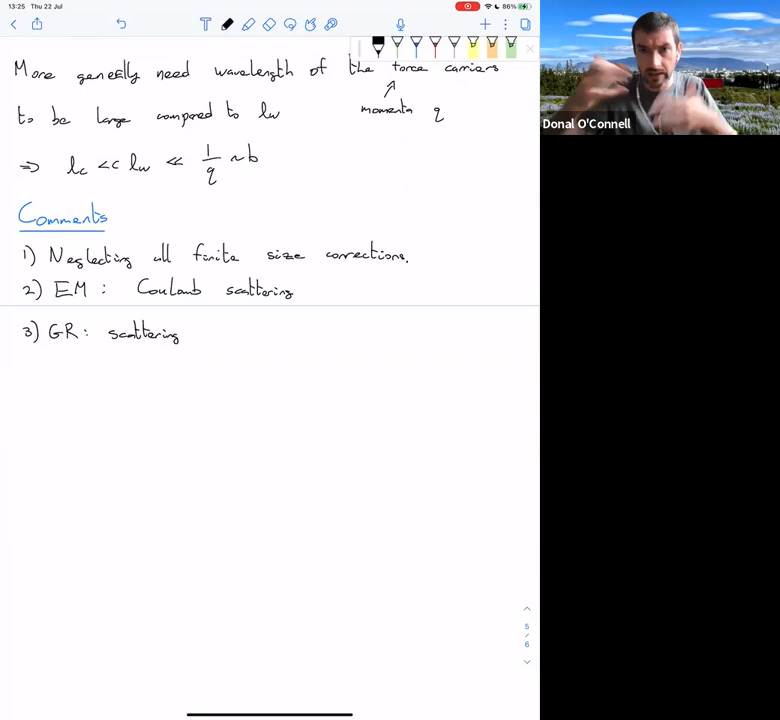 13:25 Thu 22 Jul
86%
More generally need wavelength of the force carriers
momenta q
to be large compared to lw
⇒ lc << lw << 1/q ~ b
Comments
1) Neglecting all finite size corrections.
2) EM: Coulomb scattering
3) GR: scattering
5
/
6
Donal O'Connell